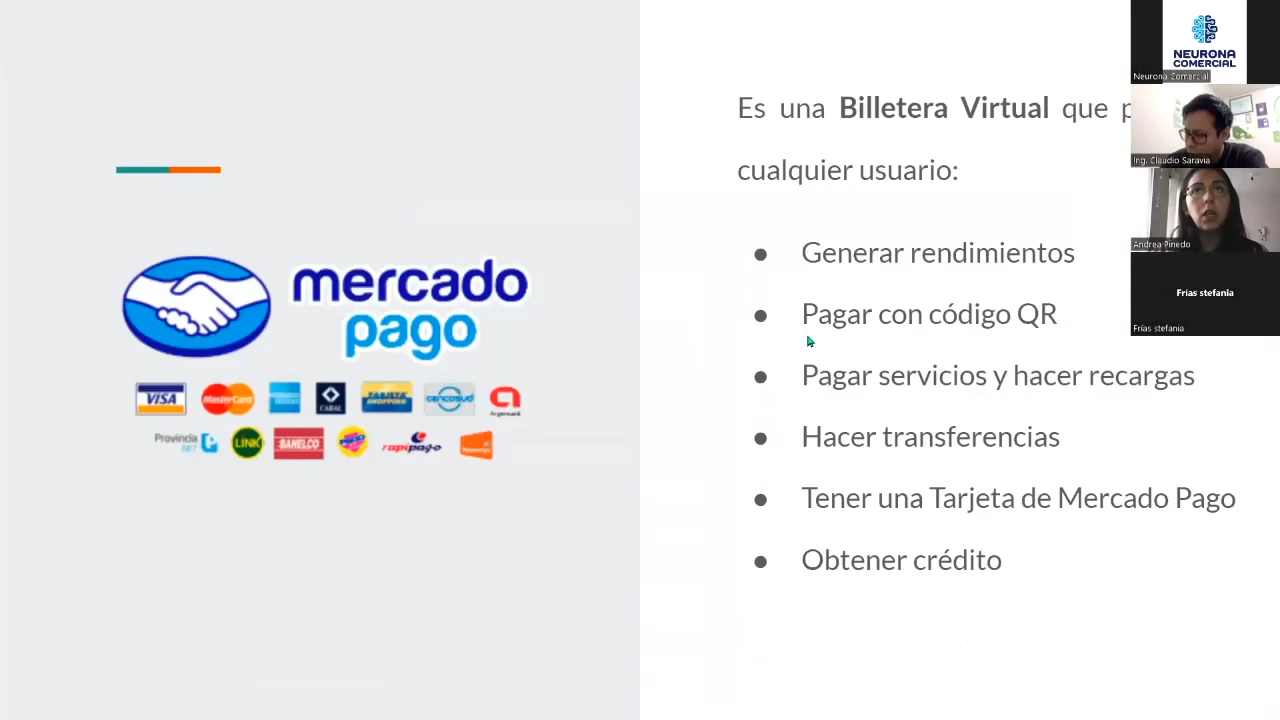 Es una Billetera Virtual que p
cualquier usuario:
● Generar rendimientos
● Pagar con código QR
● Pagar servicios y hacer recargas
● Hacer transferencias
● Tener una Tarjeta de Mercado Pago
● Obtener crédito
mercado
pago
VISA MasterCard CABAL TARJETA SHOPPING cencosud Argencard
Provincia NET LINK BANELCO rapipago
NEURONA
COMERCIAL
Neurona Comercial
Ing. Claudio Saravia
Andrea Pinedo
Frías stefania
Frías stefania